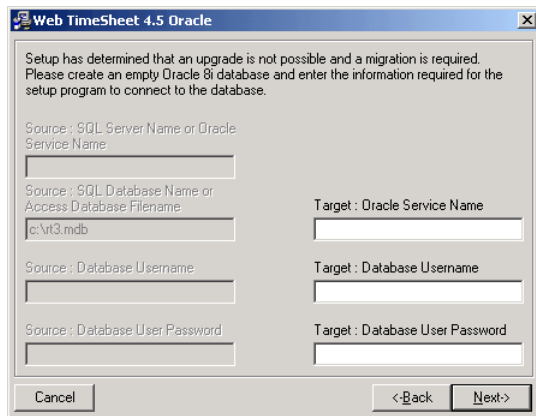 Web TimeSheet 4.5 Oracle
Setup has determined that an upgrade is not possible and a migration is required.
Please create an empty Oracle 8i database and enter the information required for the
setup program to connect to the database.
Source : SQL Server Name or Oracle
Service Name
Source : SQL Database Name or
Access Database Filename
c:\rt3.mdb
Target : Oracle Service Name
Source : Database Username
Target : Database Username
Source : Database User Password
Target : Database User Password
Cancel
<-Back
Next->